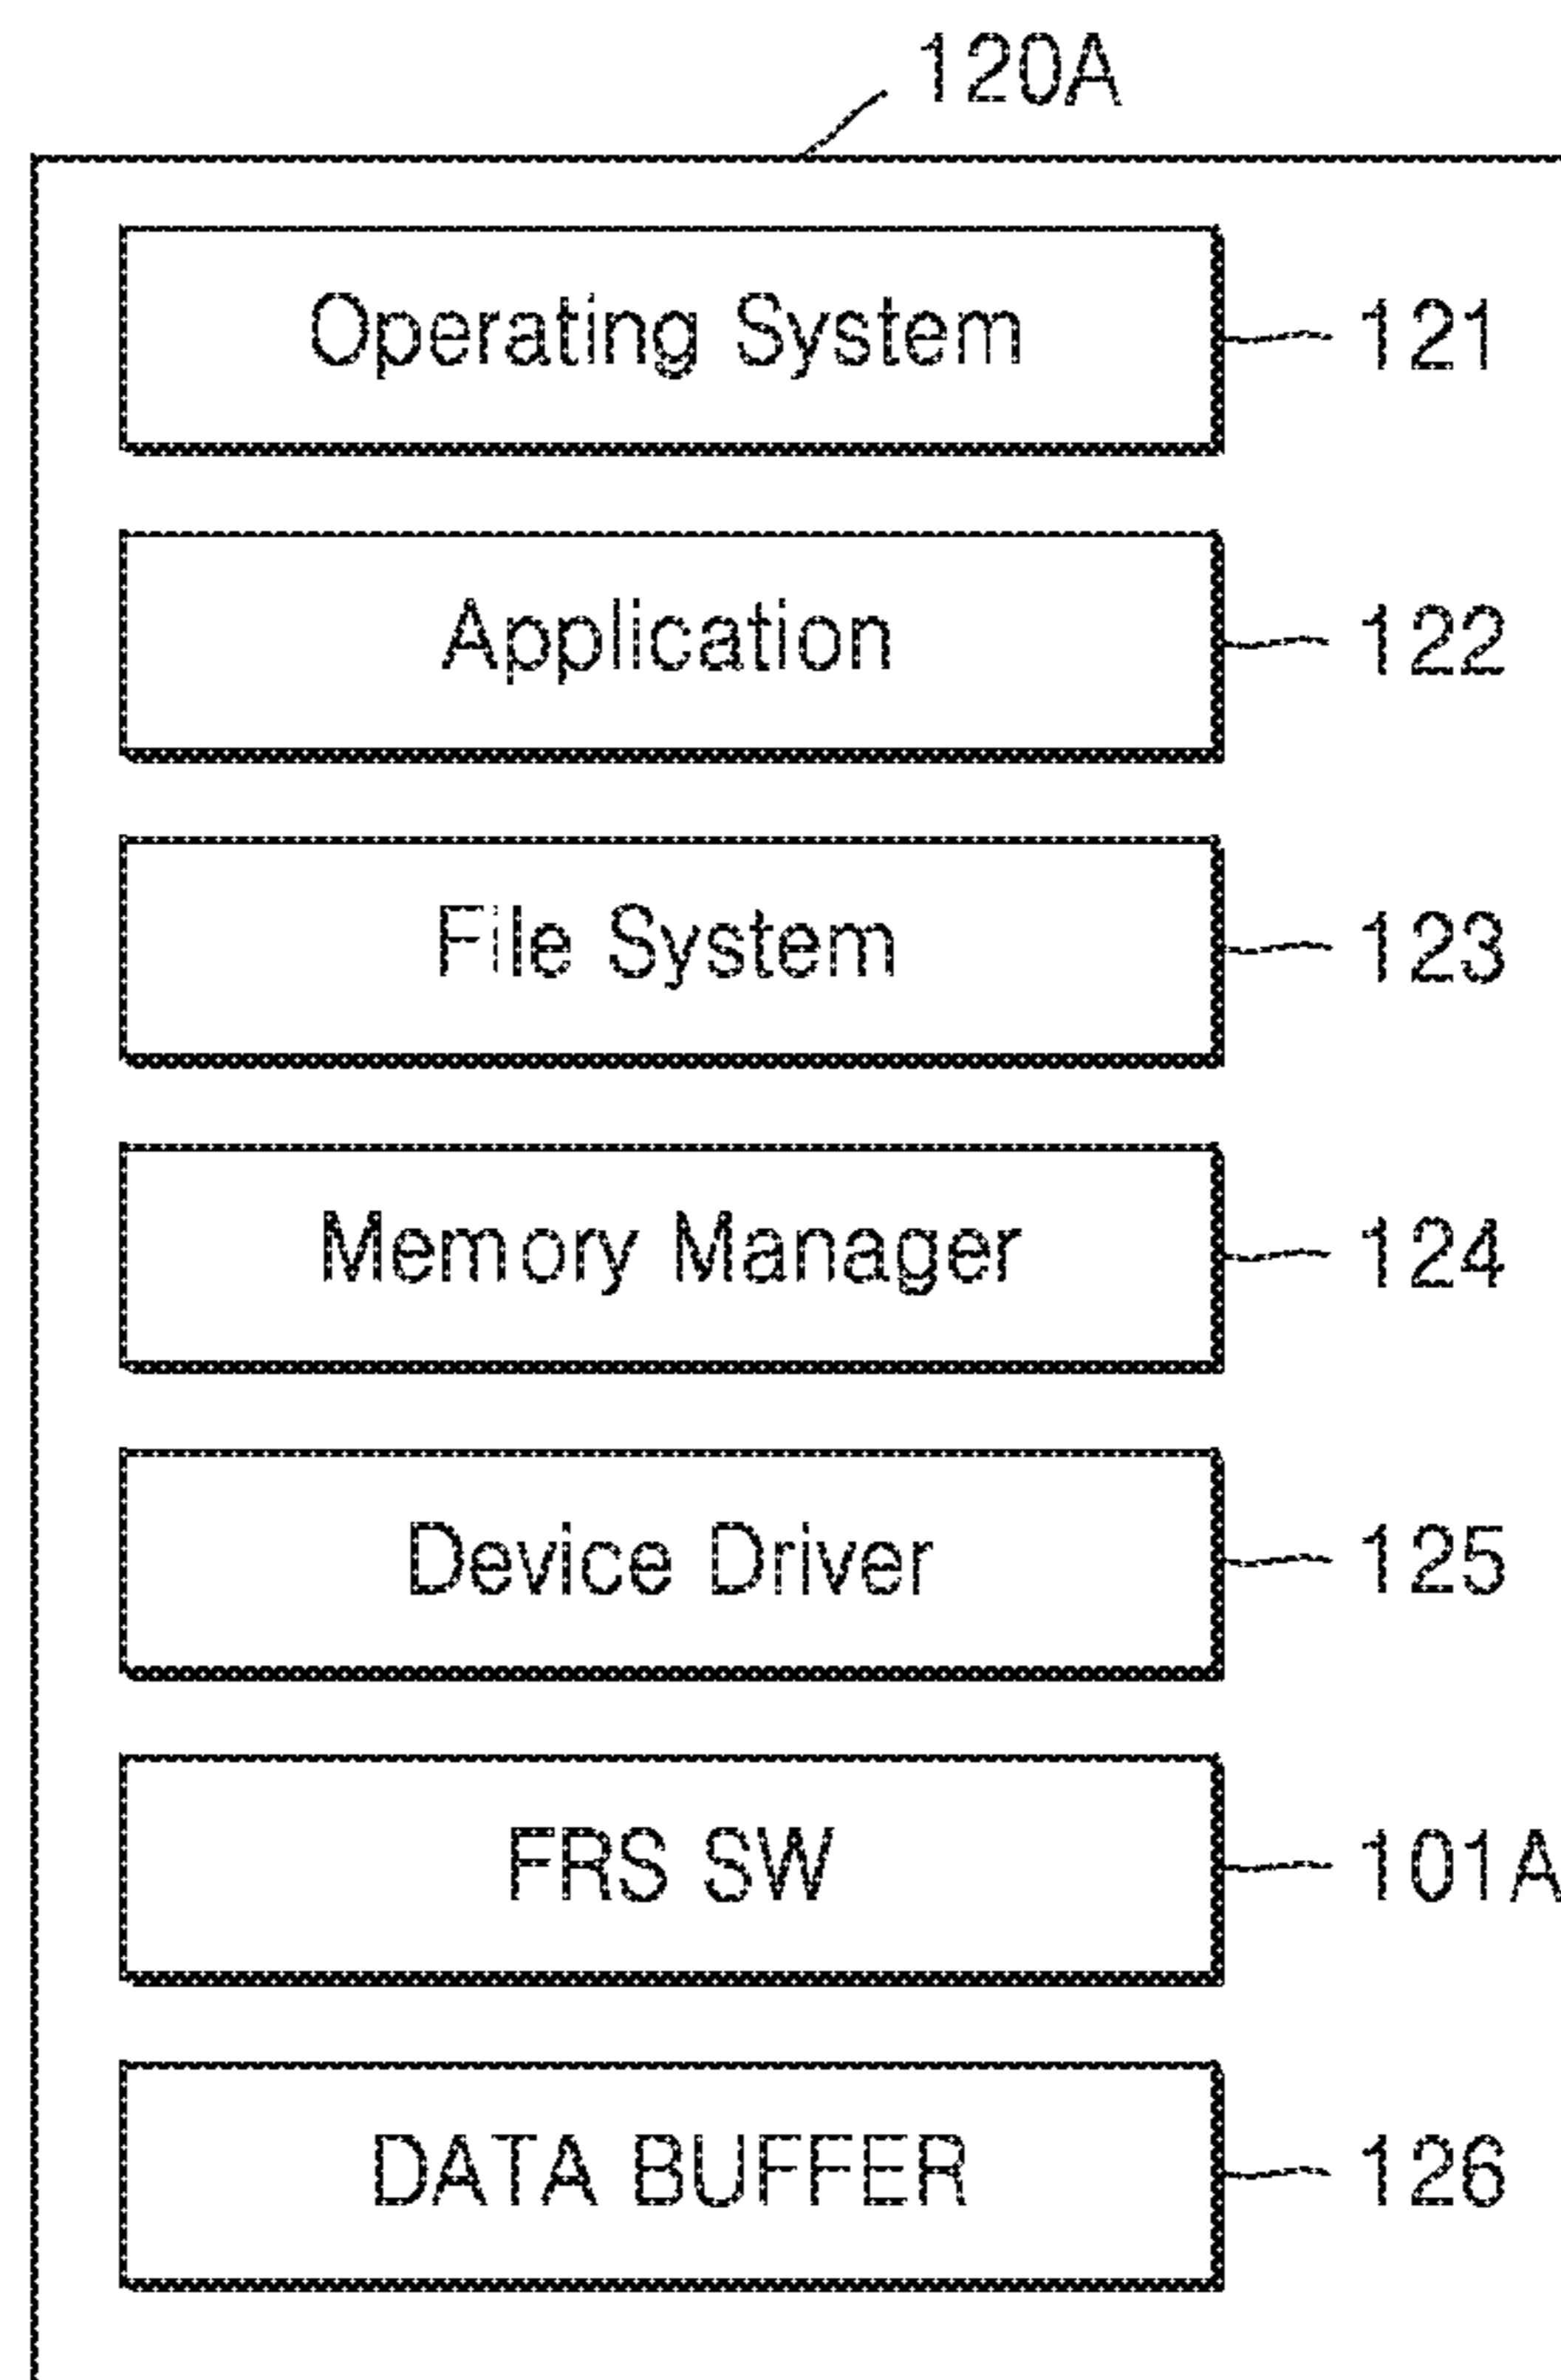 120A
Operating System 121
Application 122
File System 123
Memory Manager 124
Device Driver 125
FRS SW 101A
DATA BUFFER 126